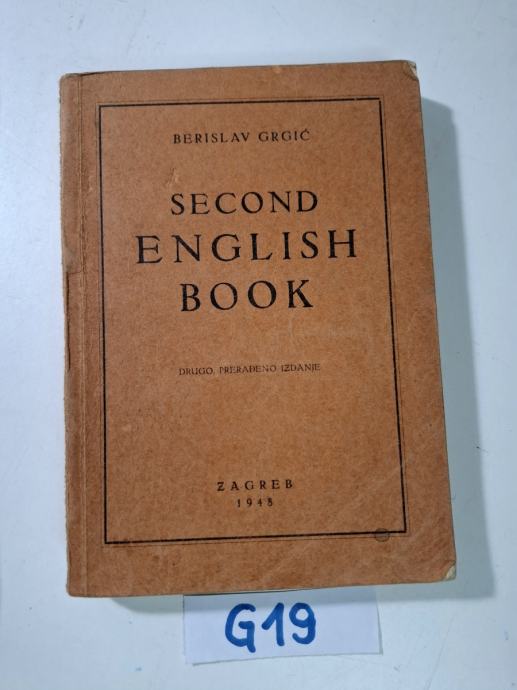 BERISLAV GRGIĆ
SECOND
ENGLISH
BOOK
DRUGO, PRERAĐENO IZDANJE
ZAGREB
1948
G19